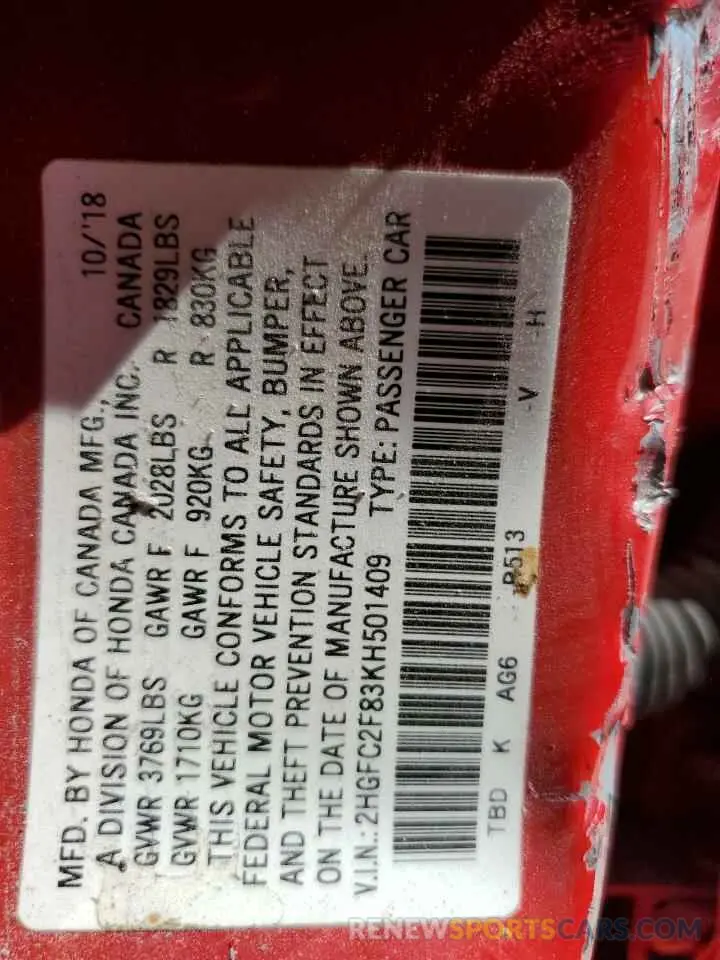 MFD. BY HONDA OF CANADA MFG., 10/'18
A DIVISION OF HONDA CANADA INC. CANADA
GVWR 3769LBS GAWR F 2028LBS R 1829LBS
GVWR 1710KG GAWR F 920KG R 830KG
THIS VEHICLE CONFORMS TO ALL APPLICABLE
FEDERAL MOTOR VEHICLE SAFETY, BUMPER,
AND THEFT PREVENTION STANDARDS IN EFFECT
ON THE DATE OF MANUFACTURE SHOWN ABOVE.
V.I.N.: 2HGFC2F83KH501409 TYPE: PASSENGER CAR
TBD K AG6 R513 -V -H
RENEWSPORTSCARS.COM